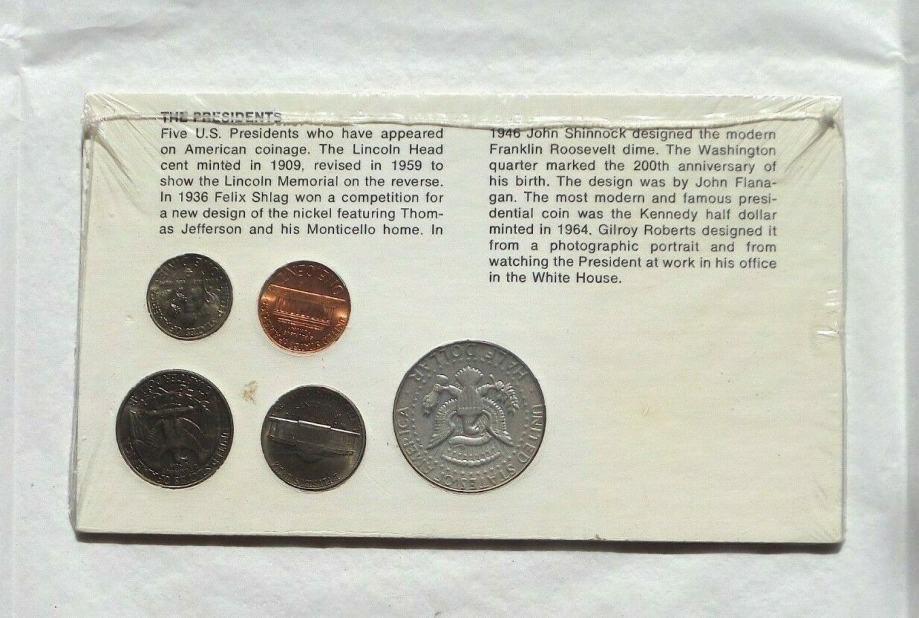 THE PRESIDENTS
Five U.S. Presidents who have appeared
on American coinage. The Lincoln Head
cent minted in 1909, revised in 1959 to
show the Lincoln Memorial on the reverse.
In 1936 Felix Shlag won a competition for
a new design of the nickel featuring Thom-
as Jefferson and his Monticello home. In
1946 John Shinnock designed the modern
Franklin Roosevelt dime. The Washington
quarter marked the 200th anniversary of
his birth. The design was by John Flana-
gan. The most modern and famous presi-
dential coin was the Kennedy half dollar
minted in 1964. Gilroy Roberts designed it
from a photographic portrait and from
watching the President at work in his office
in the White House.
UNITED STATES OF AMERICA
HALF DOLLAR